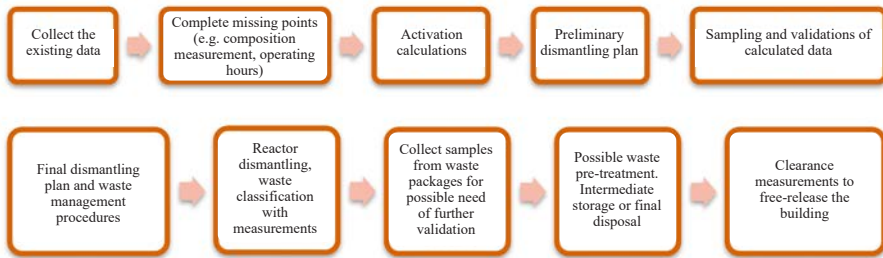 Collect the
existing data
Complete missing points
(e.g. composition
measurement, operating
hours)
Activation
calculations
Preliminary
dismantling plan
Sampling and validations of
calculated data
Final dismantling
plan and waste
management
procedures
Reactor
dismantling,
waste
classification
with
measurements
Collect samples
from waste
packages for
possible need of
further
validation
Possible waste
pre-treatment.
Intermediate
storage or final
disposal
Clearance
measurements to
free-release the
building